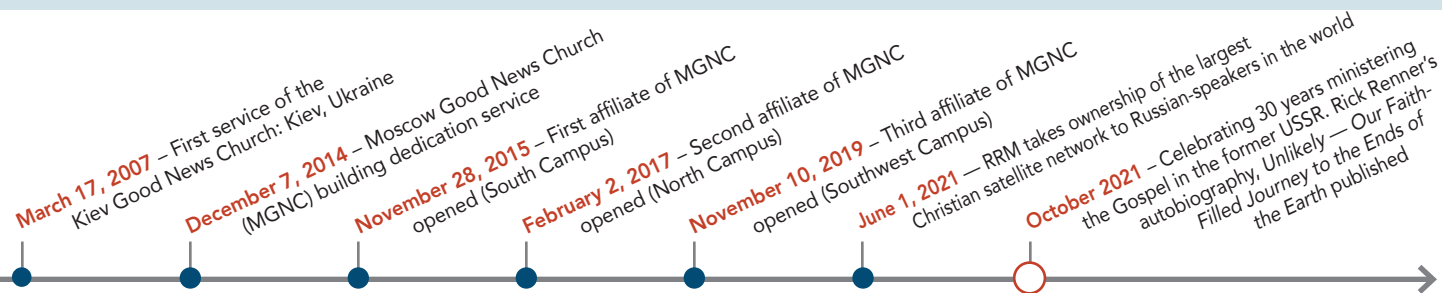 March 17, 2007 – First service of the
Kiev Good News Church: Kiev, Ukraine
December 7, 2014 – Moscow Good News Church
(MGNC) building dedication service
November 28, 2015 – First affiliate of MGNC
opened (South Campus)
February 2, 2017 – Second affiliate of MGNC
opened (North Campus)
November 10, 2019 – Third affiliate of MGNC
opened (Southwest Campus)
June 1, 2021 — RRM takes ownership of the largest
Christian satellite network to Russian-speakers in the world
October 2021 – Celebrating 30 years ministering
the Gospel in the former USSR. Rick Renner's
autobiography, Unlikely — Our Faith-
Filled Journey to the Ends of
the Earth published